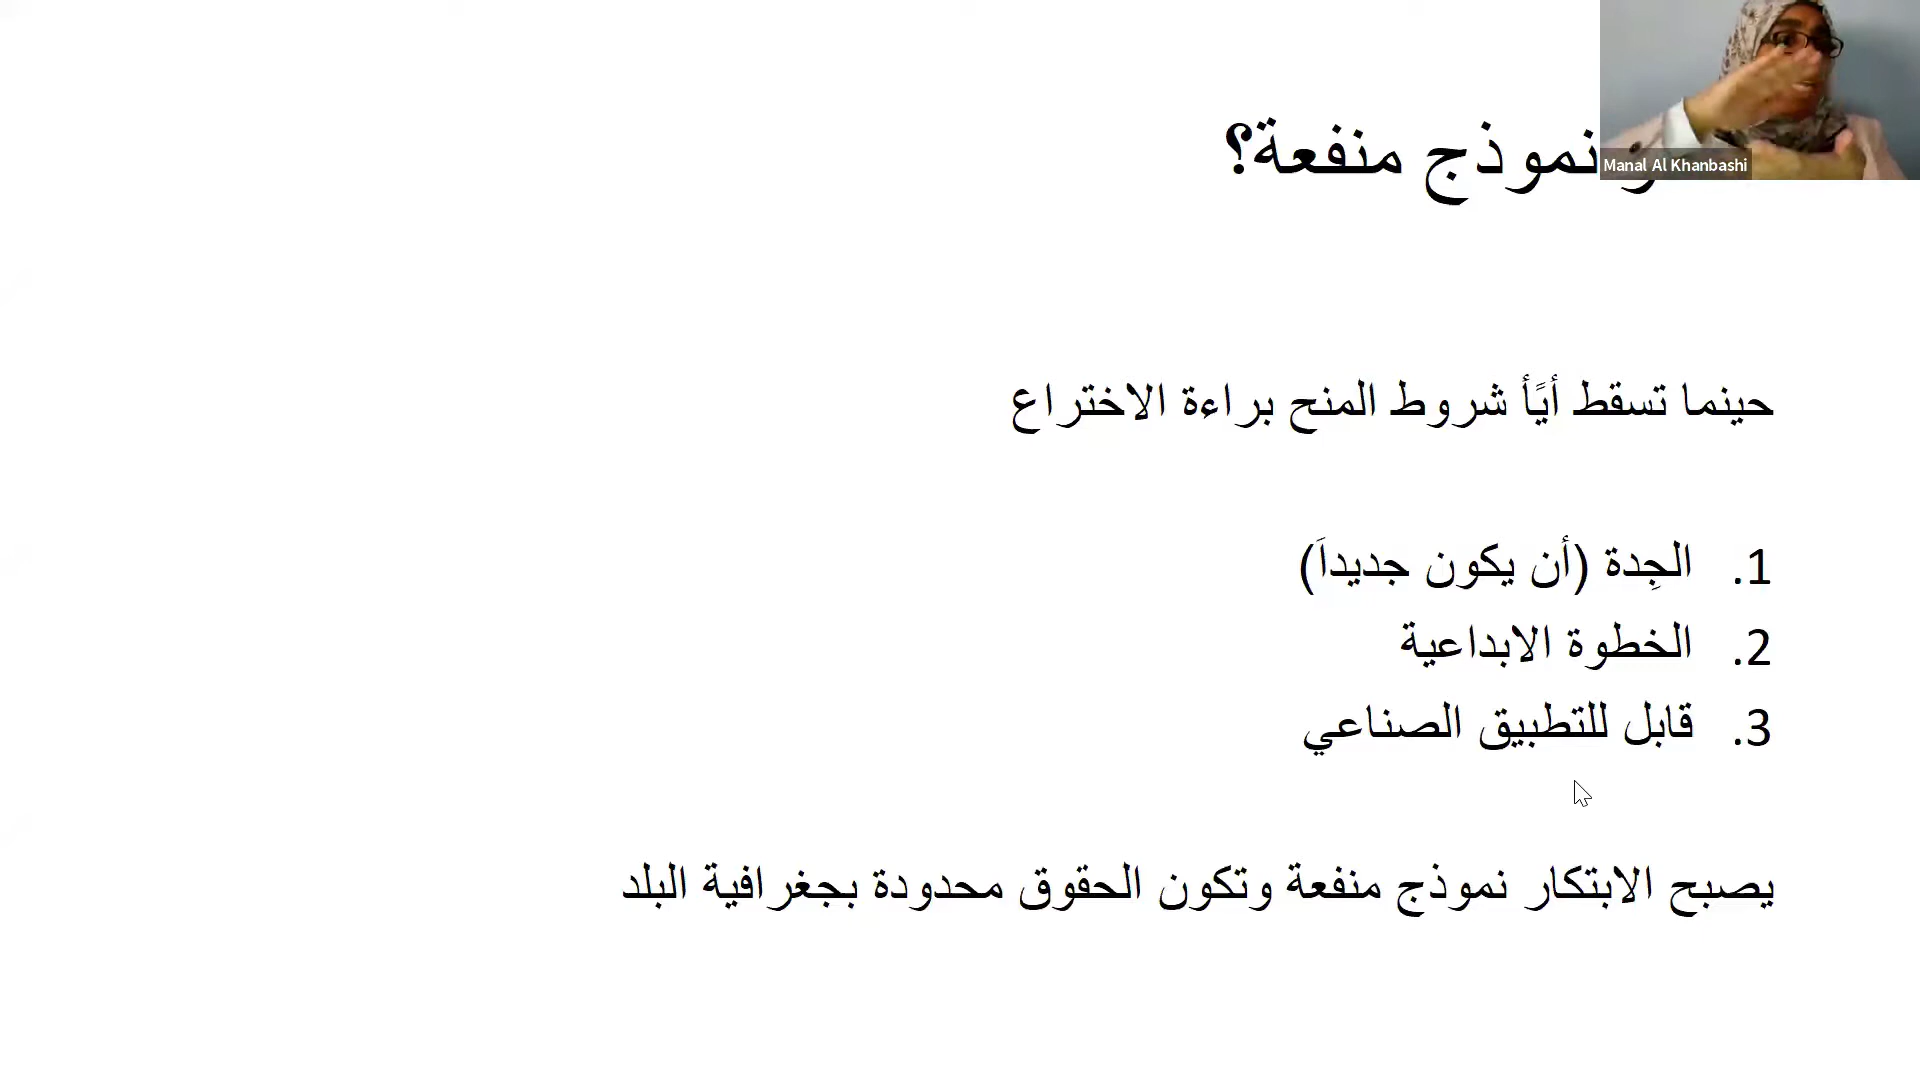 نموذج منفعة؟
Manal Al Khanbashi
حينما تسقط أيًأ شروط المنح براءة الاختراع
1. الجِدة (أن يكون جديداَ)
2. الخطوة الابداعية
3. قابل للتطبيق الصناعي
يصبح الابتكار نموذج منفعة وتكون الحقوق محدودة بجغرافية البلد